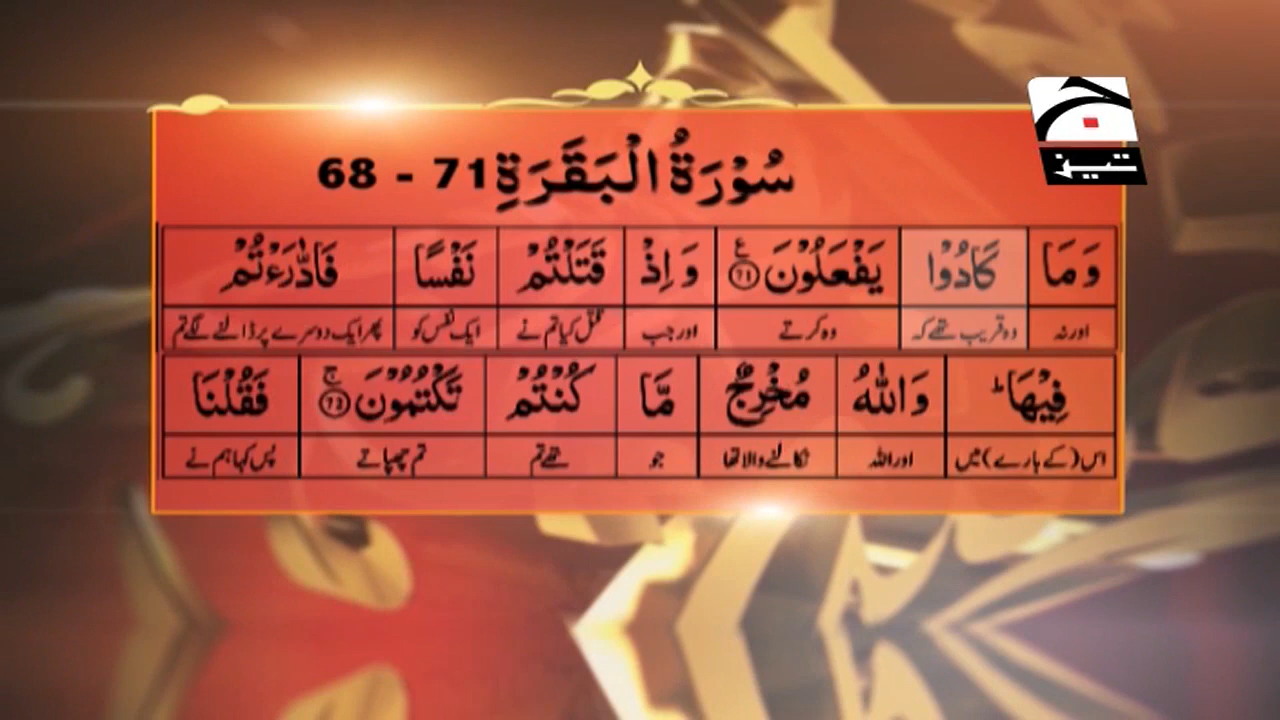 سُوْرَةُ الْبَقَرَةِ 71 - 68
وَ مَا كَادُوْا يَفْعَلُوْنَ ۧ۝71 وَ اِذْ قَتَلْتُمْ نَفْسًا فَادّٰرَءْتُمْ
اور نہ وہ قریب تھے کہ وہ کرتے اور جب قتل کیا تم نے ایک نفس کو پھر ایک دوسرے پر ڈالنے لگے تم
فِيْهَا ؕ وَ اللّٰهُ مُخْرِجٌ مَّا كُنْتُمْ تَكْتُمُوْنَ ۚ فَقُلْنَا
اس (کے بارے) میں اور اللہ نکالنے والا تھا جو تھے تم تم چھپاتے پس کہا ہم نے
تیز